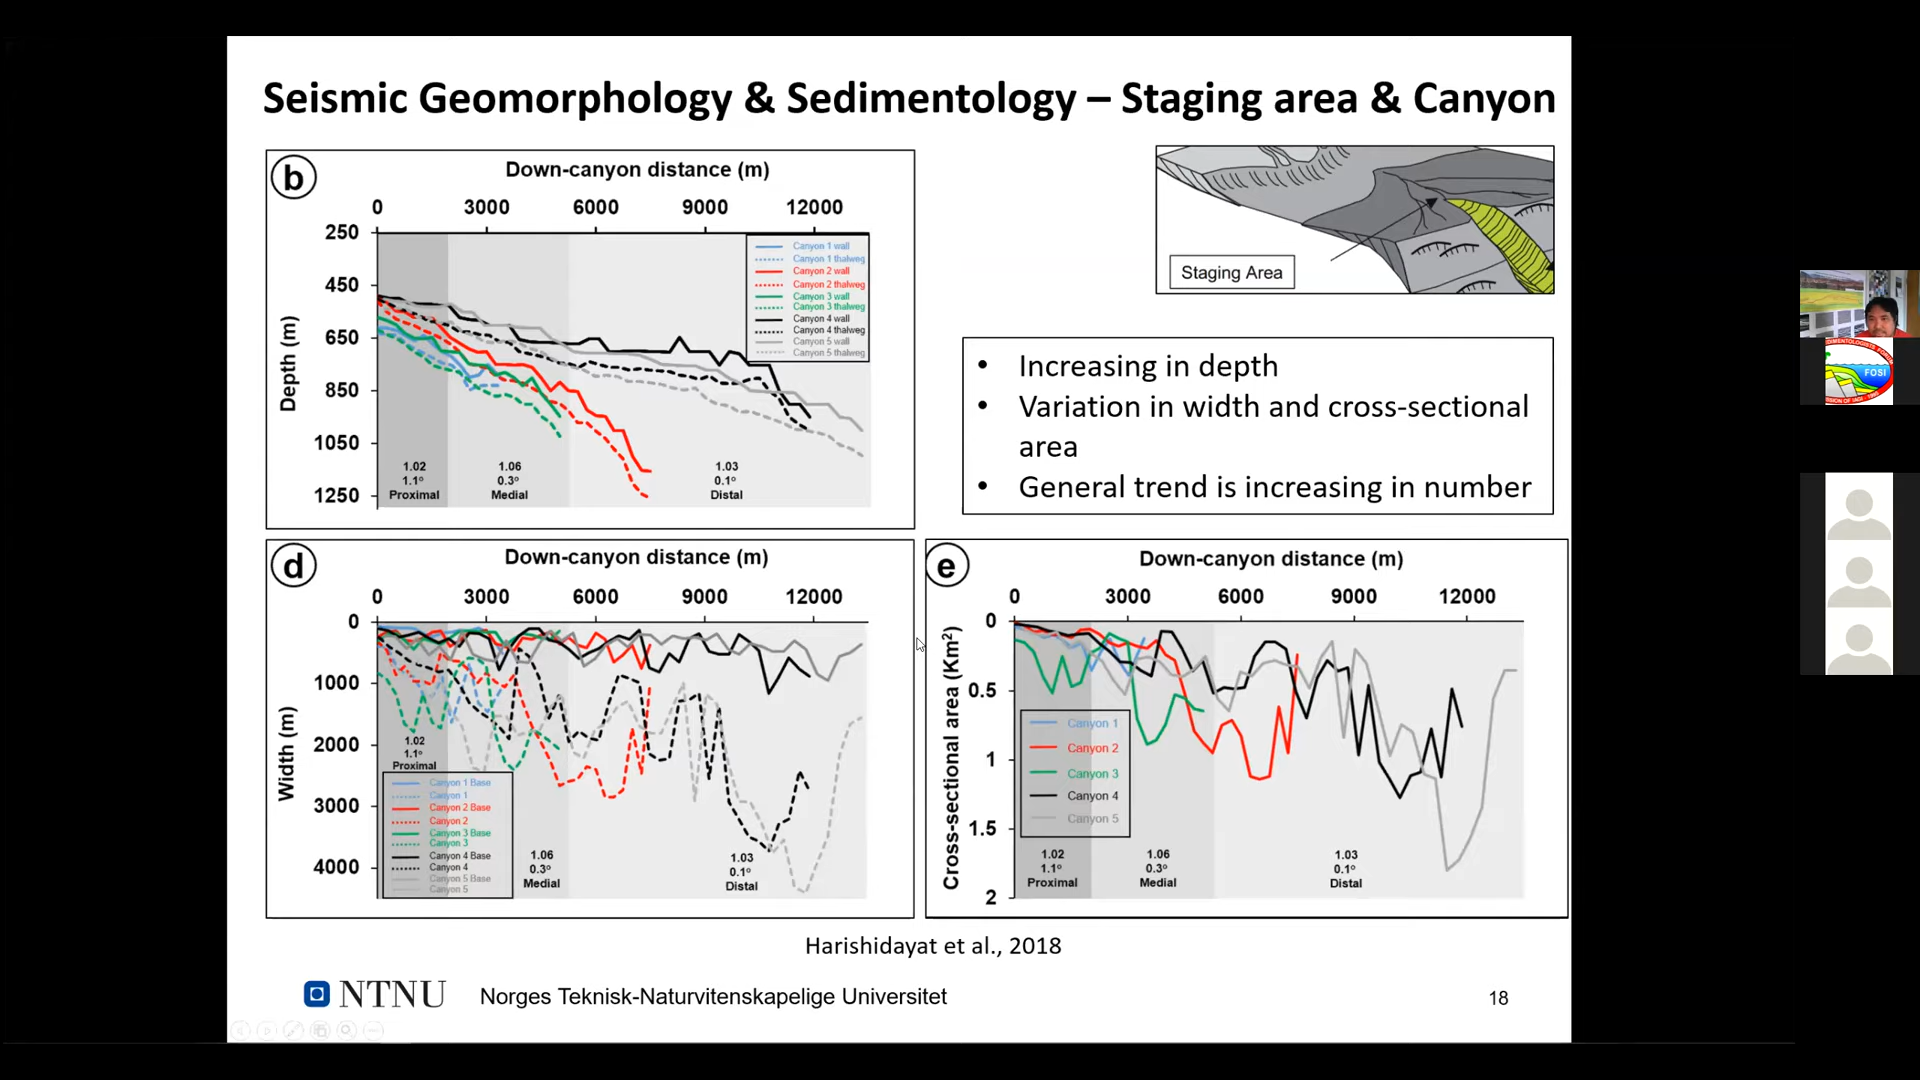 Seismic Geomorphology & Sedimentology – Staging area & Canyon
b
Down-canyon distance (m)
0 3000 6000 9000 12000
Depth (m)
250
450
650
850
1050
1250
Canyon 1 wall
Canyon 1 thalweg
Canyon 2 wall
Canyon 2 thalweg
Canyon 3 wall
Canyon 3 thalweg
Canyon 4 wall
Canyon 4 thalweg
Canyon 5 wall
Canyon 5 thalweg
1.02 1.06 1.03
1.1° 0.3° 0.1°
Proximal Medial Distal
Staging Area
• Increasing in depth
• Variation in width and cross-sectional
area
• General trend is increasing in number
d
Down-canyon distance (m)
0 3000 6000 9000 12000
Width (m)
0
1000
2000
3000
4000
1.02
1.1°
Proximal
Canyon 1 Base
Canyon 1
Canyon 2 Base
Canyon 2
Canyon 3 Base
Canyon 3
Canyon 4 Base
Canyon 4
Canyon 5 Base
Canyon 5
1.06 1.03
0.3° 0.1°
Medial Distal
e
Down-canyon distance (m)
0 3000 6000 9000 12000
Cross-sectional area (Km²)
0
0.5
1
1.5
2
Canyon 1
Canyon 2
Canyon 3
Canyon 4
Canyon 5
1.02 1.06 1.03
1.1° 0.3° 0.1°
Proximal Medial Distal
Harishidayat et al., 2018
NTNU Norges Teknisk-Naturvitenskapelige Universitet
18
FOSI